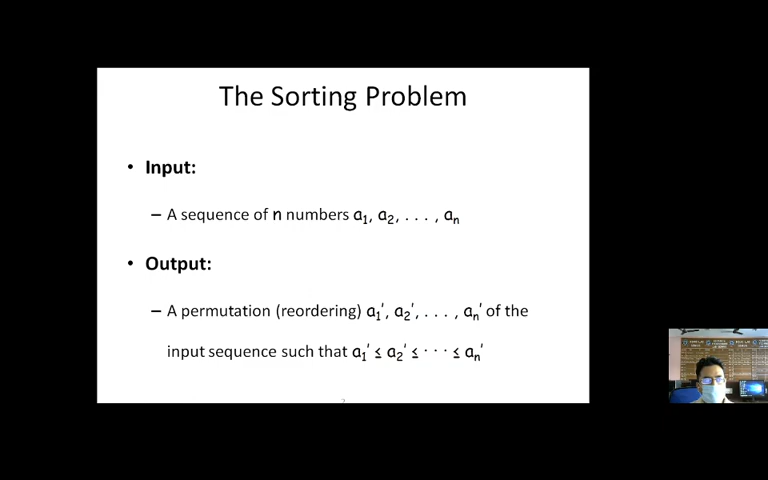 The Sorting Problem
• Input:
– A sequence of n numbers a₁, a₂, . . . , aₙ
• Output:
– A permutation (reordering) a₁′, a₂′, . . . , aₙ′ of the
input sequence such that a₁′ ≤ a₂′ ≤ · · · ≤ aₙ′